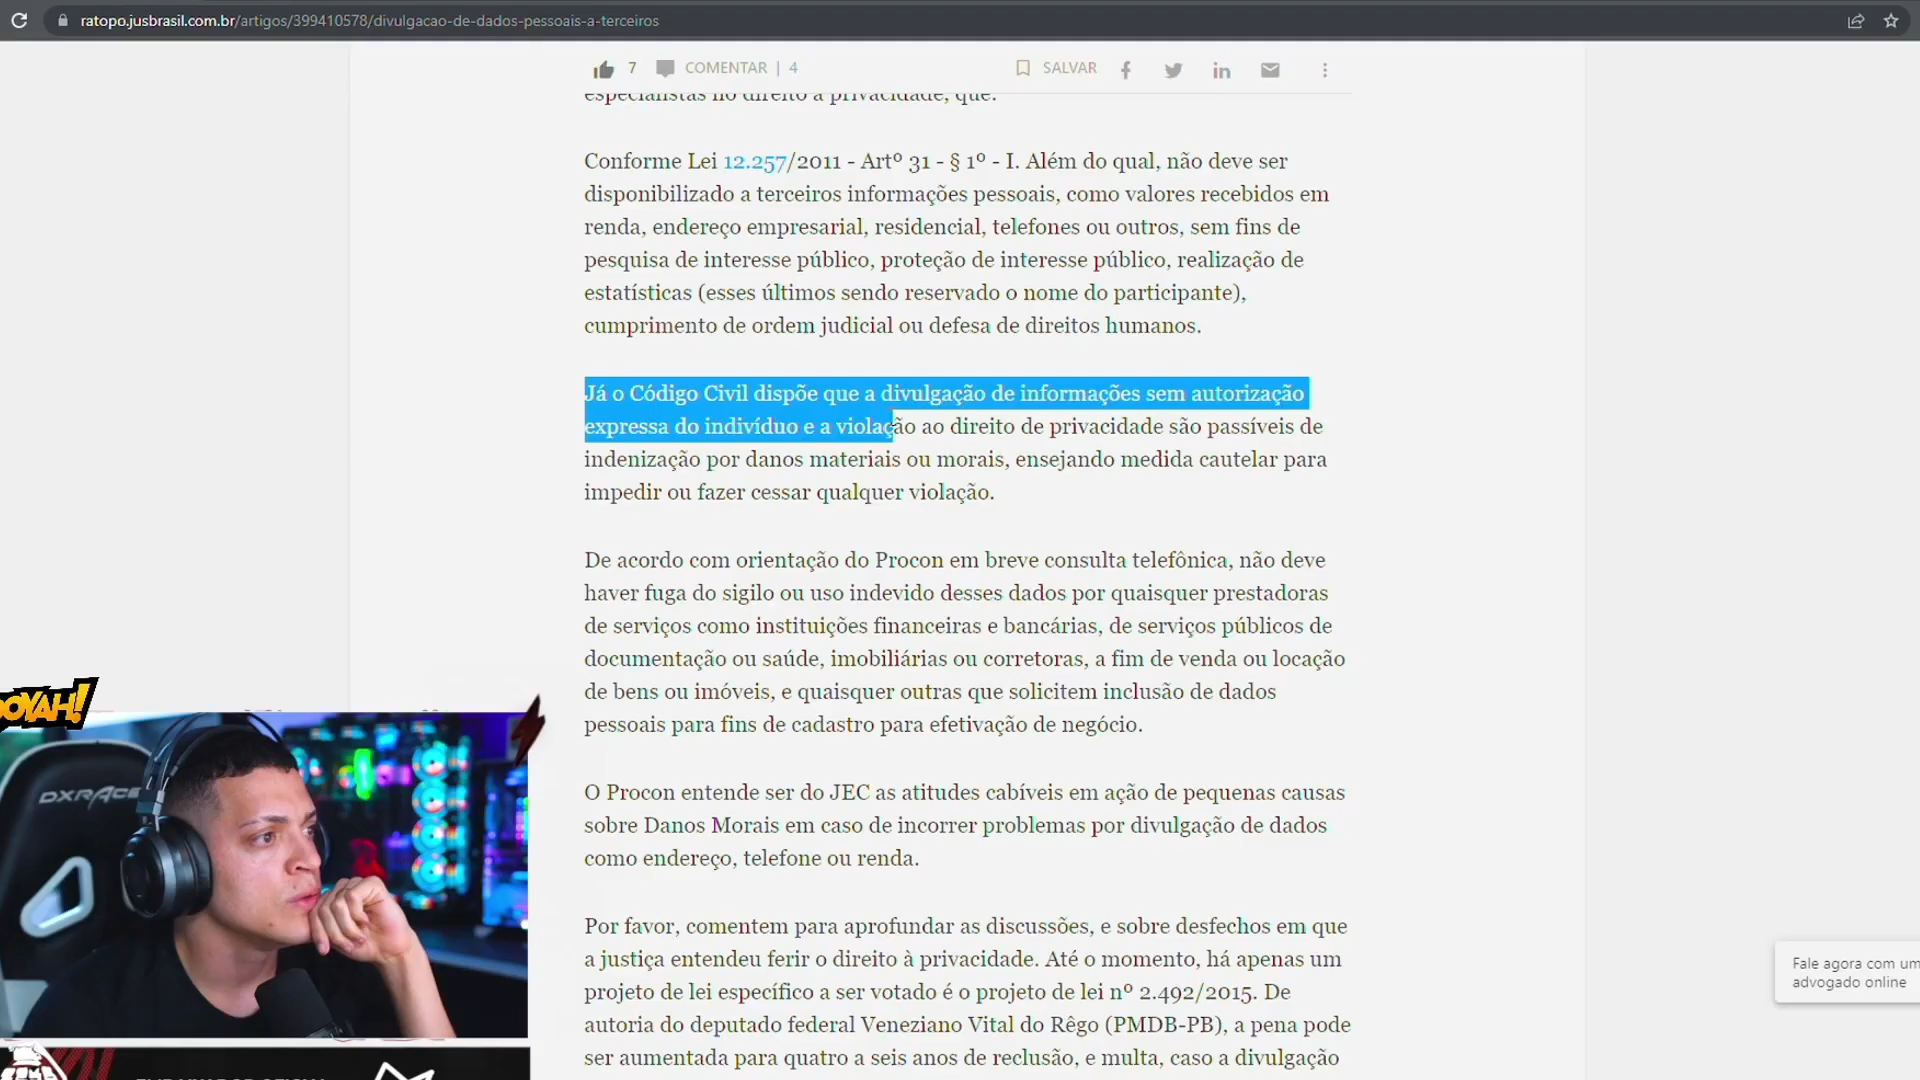 ratopo.jusbrasil.com.br/artigos/399410578/divulgacao-de-dados-pessoais-a-terceiros
7 COMENTAR | 4 SALVAR
especialistas no direito a privacidade, que:
Conforme Lei 12.257/2011 - Artº 31 - § 1º - I. Além do qual, não deve ser
disponibilizado a terceiros informações pessoais, como valores recebidos em
renda, endereço empresarial, residencial, telefones ou outros, sem fins de
pesquisa de interesse público, proteção de interesse público, realização de
estatísticas (esses últimos sendo reservado o nome do participante),
cumprimento de ordem judicial ou defesa de direitos humanos.
Já o Código Civil dispõe que a divulgação de informações sem autorização
expressa do indivíduo e a violação ao direito de privacidade são passíveis de
indenização por danos materiais ou morais, ensejando medida cautelar para
impedir ou fazer cessar qualquer violação.
De acordo com orientação do Procon em breve consulta telefônica, não deve
haver fuga do sigilo ou uso indevido desses dados por quaisquer prestadoras
de serviços como instituições financeiras e bancárias, de serviços públicos de
documentação ou saúde, imobiliárias ou corretoras, a fim de venda ou locação
de bens ou imóveis, e quaisquer outras que solicitem inclusão de dados
pessoais para fins de cadastro para efetivação de negócio.
O Procon entende ser do JEC as atitudes cabíveis em ação de pequenas causas
sobre Danos Morais em caso de incorrer problemas por divulgação de dados
como endereço, telefone ou renda.
Por favor, comentem para aprofundar as discussões, e sobre desfechos em que
a justiça entendeu ferir o direito à privacidade. Até o momento, há apenas um
projeto de lei específico a ser votado é o projeto de lei nº 2.492/2015. De
autoria do deputado federal Veneziano Vital do Rêgo (PMDB-PB), a pena pode
ser aumentada para quatro a seis anos de reclusão, e multa, caso a divulgação
Fale agora com um
advogado online
OOYAH!
DXRACE